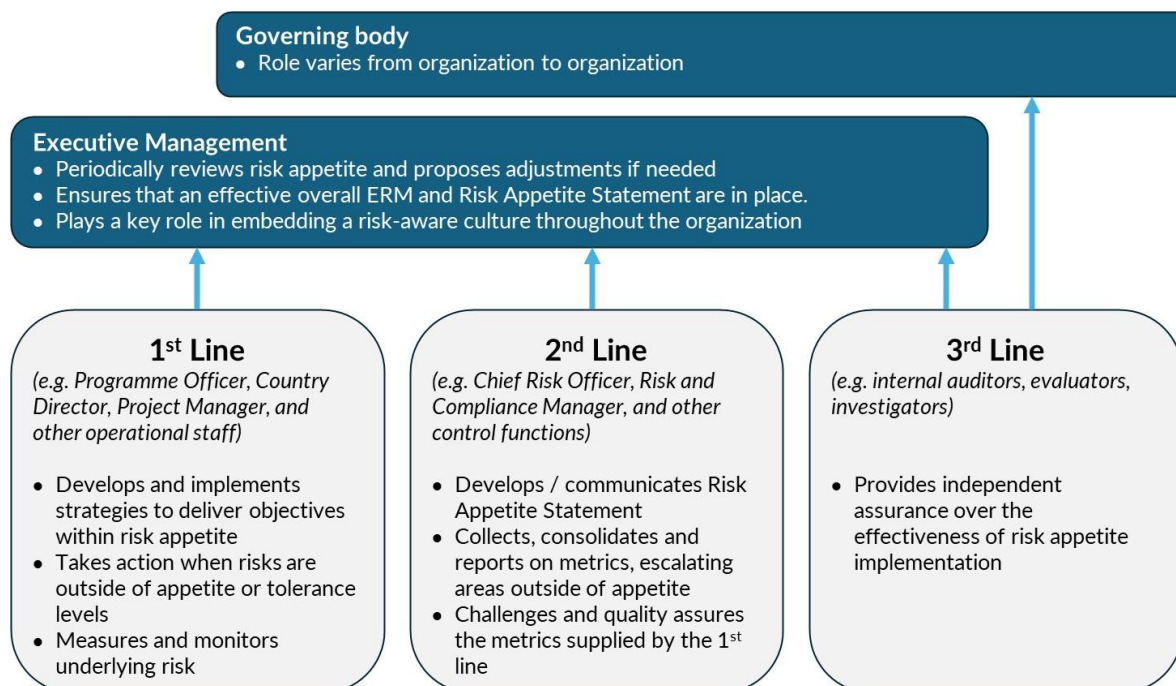 Governing body
• Role varies from organization to organization
Executive Management
• Periodically reviews risk appetite and proposes adjustments if needed
• Ensures that an effective overall ERM and Risk Appetite Statement are in place.
• Plays a key role in embedding a risk-aware culture throughout the organization
1st Line
(e.g. Programme Officer, Country
Director, Project Manager, and
other operational staff)
• Develops and implements
strategies to deliver objectives
within risk appetite
• Takes action when risks are
outside of appetite or tolerance
levels
• Measures and monitors
underlying risk
2nd Line
(e.g. Chief Risk Officer, Risk and
Compliance Manager, and other
control functions)
• Develops / communicates Risk
Appetite Statement
• Collects, consolidates and
reports on metrics, escalating
areas outside of appetite
• Challenges and quality assures
the metrics supplied by the 1st
line
3rd Line
(e.g. internal auditors, evaluators,
investigators)
• Provides independent
assurance over the
effectiveness of risk appetite
implementation